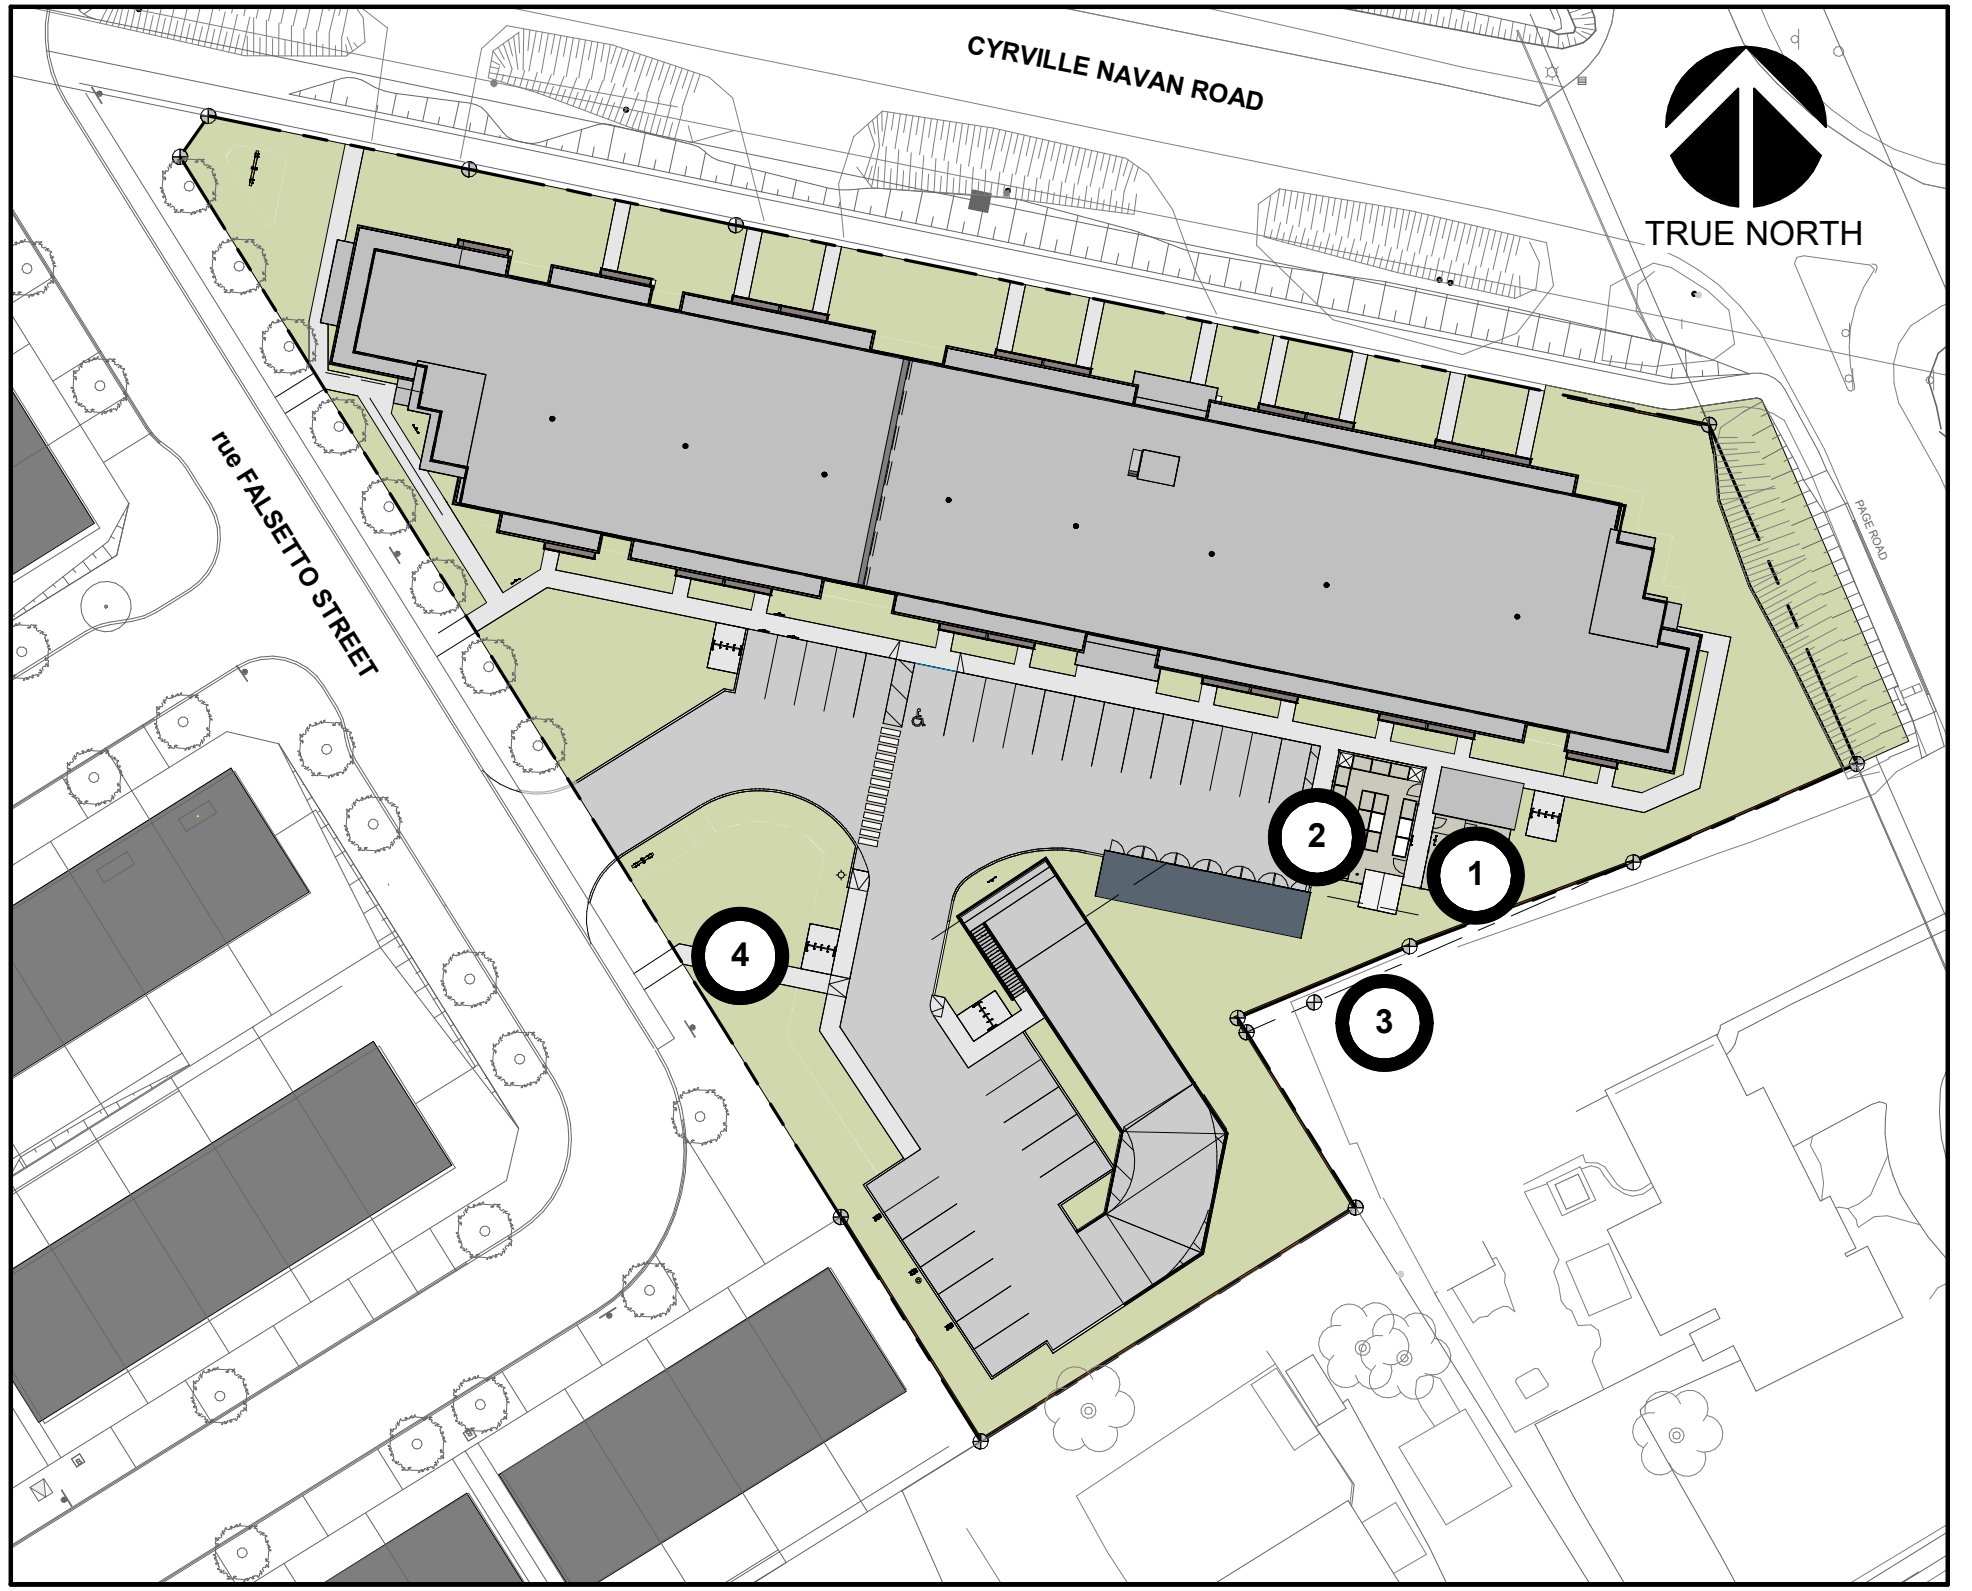 CYRVILLE NAVAN ROAD
TRUE NORTH
rue FALSETTO STREET
PAGE ROAD
2
1
4
3